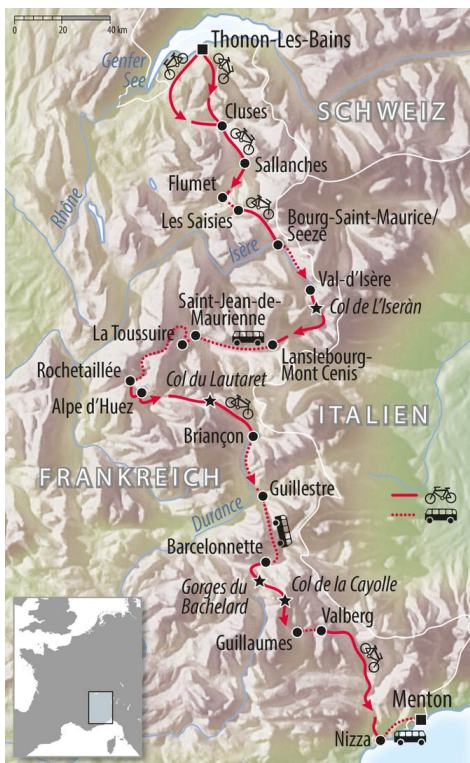 0 20 40 km
Thonon-Les-Bains
Genfer
See
SCHWEIZ
Cluses
Sallanches
Rhône
Flumet
Les Saisies
Bourg-Saint-Maurice/
Seezé
Isère
Val-d'Isère
Col de L'Iseràn
Saint-Jean-de-
Maurienne
La Toussuire
Lanslebourg-
Mont Cenis
Rochetaillée
Col du Lautaret
Alpe d'Huez
ITALIEN
Briançon
FRANKREICH
Guillestre
Durance
Barcelonnette
Gorges du
Bachelard
Col de la Cayolle
Valberg
Guillaumes
Menton
Nizza